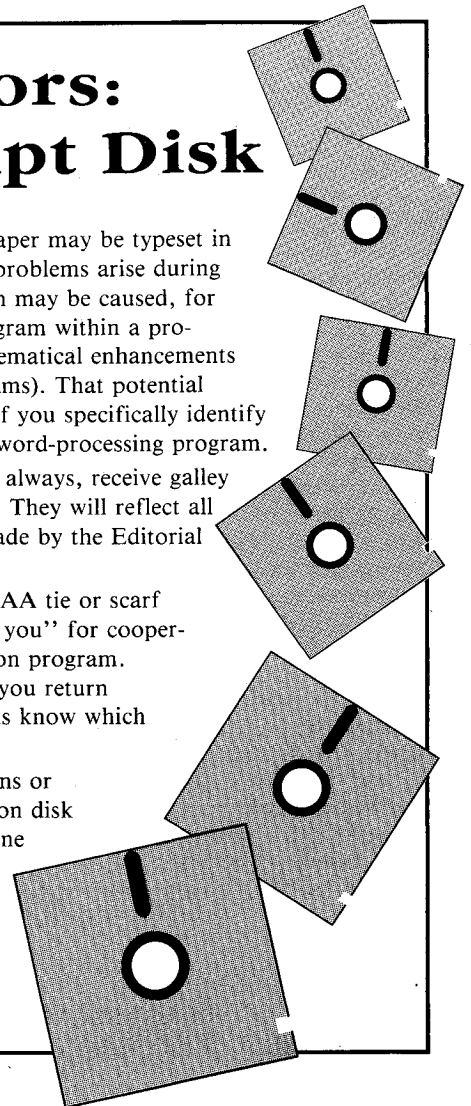 ors:
pt Disk
aper may be typeset in
problems arise during
n may be caused, for
gram within a pro-
ematical enhancements
ams). That potential
f you specifically identify
word-processing program.
always, receive galley
They will reflect all
ade by the Editorial
AA tie or scarf
you” for cooper-
on program.
you return
s know which
ns or
on disk
ne